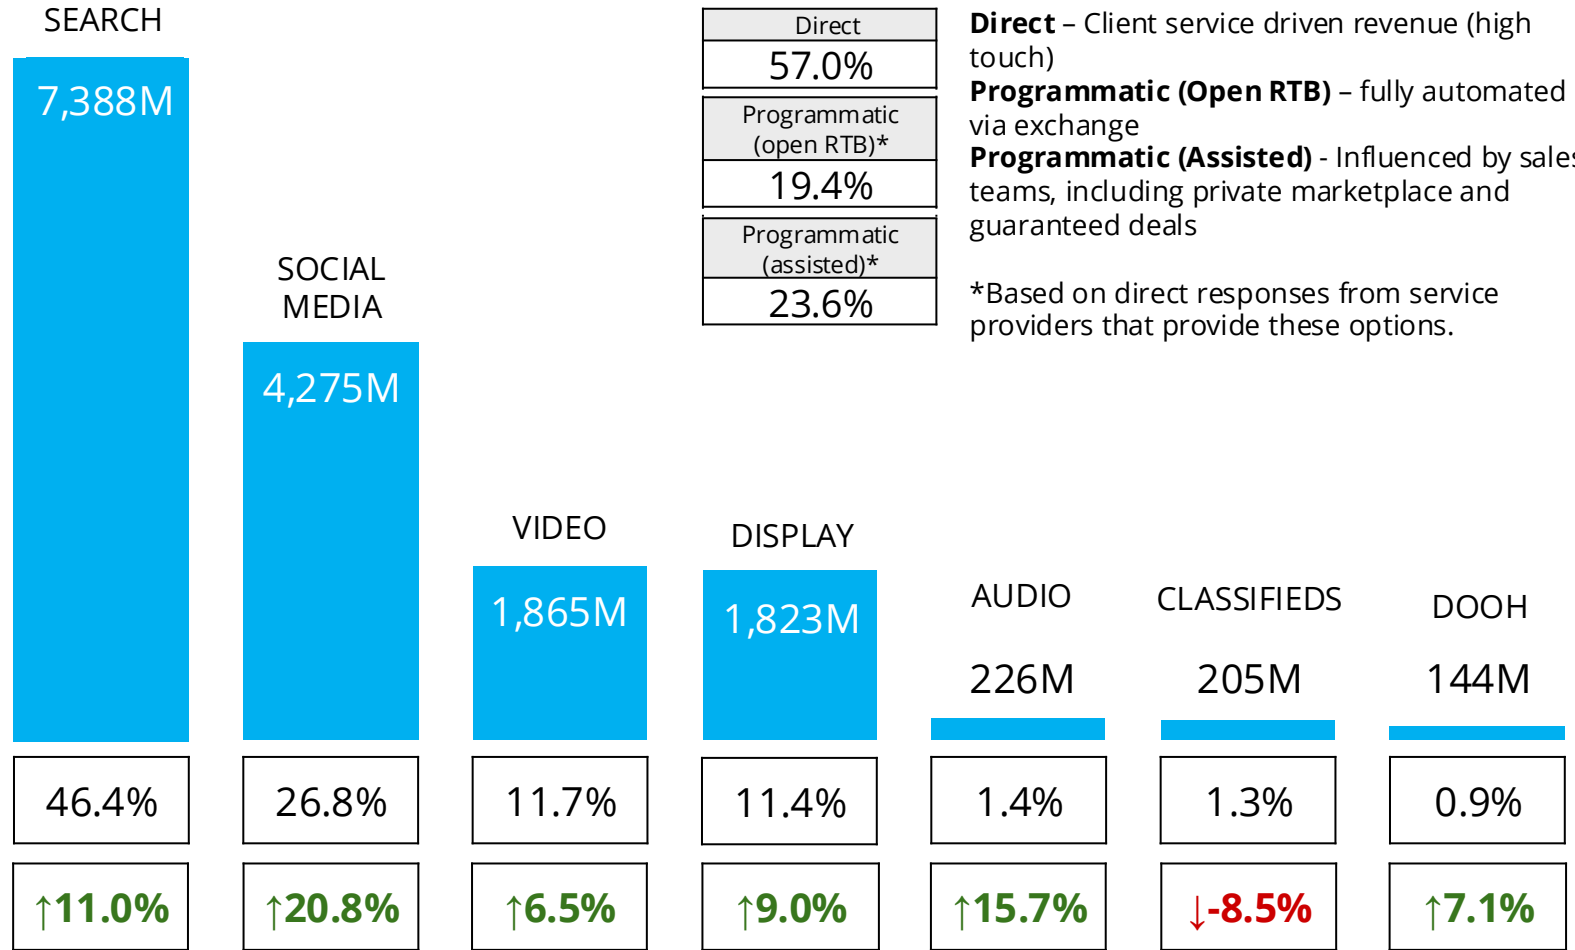 SEARCH
7,388M
46.4%
↑11.0%
SOCIAL
MEDIA
4,275M
26.8%
↑20.8%
VIDEO
1,865M
11.7%
↑6.5%
DISPLAY
1,823M
11.4%
↑9.0%
AUDIO
226M
1.4%
↑15.7%
CLASSIFIEDS
205M
1.3%
↓-8.5%
DOOH
144M
0.9%
↑7.1%
Direct
57.0%
Programmatic
(open RTB)*
19.4%
Programmatic
(assisted)*
23.6%
Direct – Client service driven revenue (high
touch)
Programmatic (Open RTB) – fully automated
via exchange
Programmatic (Assisted) - Influenced by sales
teams, including private marketplace and
guaranteed deals
*Based on direct responses from service
providers that provide these options.